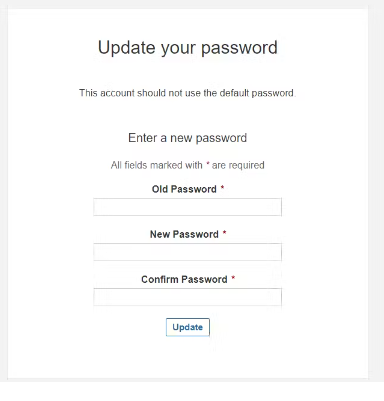 Update your password
This account should not use the default password.
Enter a new password
All fields marked with * are required
Old Password *
New Password *
Confirm Password *
Update